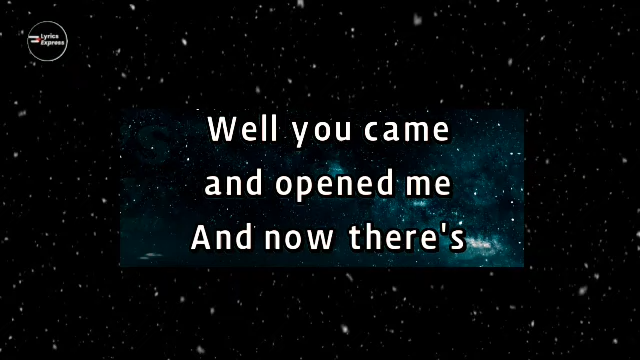 Lyrics
Express
Well you came
and opened me
And now there's